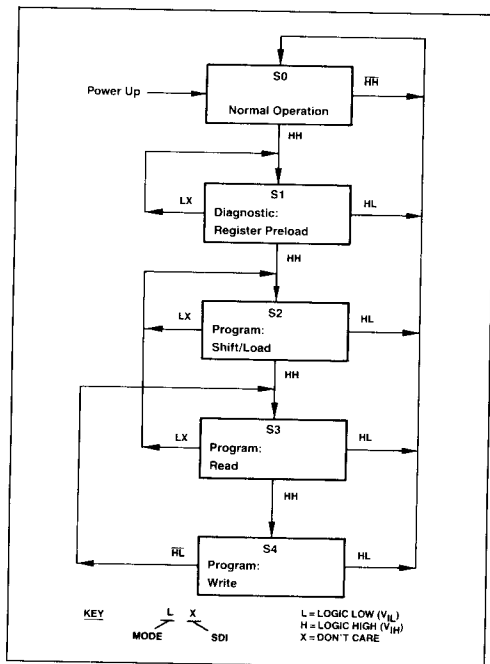 S0
Power Up
H̅H̅
Normal Operation
HH
S1
LX
Diagnostic:
HL
Register Preload
HH
S2
LX
Program:
HL
Shift/Load
HH
S3
LX
Program:
HL
Read
HH
S4
H̅L̅
Program:
HL
Write
KEY
L X
MODE
SDI
L = LOGIC LOW (VIL)
H = LOGIC HIGH (VIH)
X = DON'T CARE